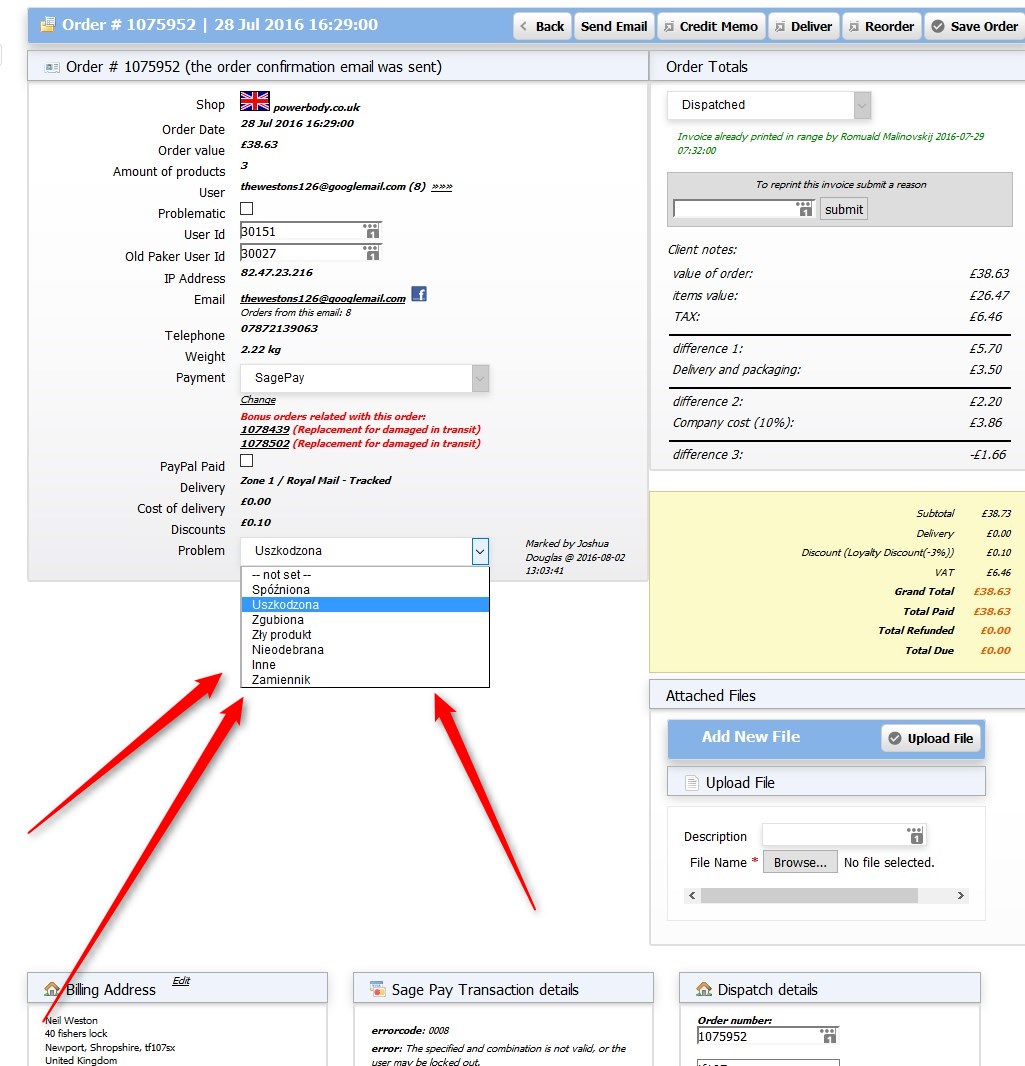 Order # 1075952 | 28 Jul 2016 16:29:00
Back
Send Email
Credit Memo
Deliver
Reorder
Save Order
Order # 1075952 (the order confirmation email was sent)
Shop powerbody.co.uk
Order Date 28 Jul 2016 16:29:00
Order value £38.63
Amount of products 3
User thewestons126@googlemail.com (8) »»»
Problematic
User Id 30151
Old Paker User Id 30027
IP Address 82.47.23.216
Email thewestons126@googlemail.com f
Orders from this email: 8
Telephone 07872139063
Weight 2.22 kg
Payment SagePay
Change
Bonus orders related with this order:
1078439 (Replacement for damaged in transit)
1078502 (Replacement for damaged in transit)
PayPal Paid
Delivery Zone 1 / Royal Mail - Tracked
Cost of delivery £0.00
Discounts £0.10
Problem Uszkodzona
Marked by Joshua
Douglas @ 2016-08-02
13:03:41
-- not set --
Spóźniona
Uszkodzona
Zgubiona
Zły produkt
Nieodebrana
Inne
Zamiennik
Order Totals
Dispatched
Invoice already printed in range by Romuald Malinovskij 2016-07-29
07:32:00
To reprint this invoice submit a reason
submit
Client notes:
value of order: £38.63
items value: £26.47
TAX: £6.46
difference 1: £5.70
Delivery and packaging: £3.50
difference 2: £2.20
Company cost (10%): £3.86
difference 3: -£1.66
Subtotal £38.73
Delivery £0.00
Discount (Loyalty Discount(-3%)) £0.10
VAT £6.46
Grand Total £38.63
Total Paid £38.63
Total Refunded £0.00
Total Due £0.00
Attached Files
Add New File
Upload File
Upload File
Description
File Name * Browse... No file selected.
Billing Address Edit
Neil Weston
40 fishers lock
Newport, Shropshire, tf107sx
United Kingdom
Sage Pay Transaction details
errorcode: 0008
error: The specified and combination is not valid, or the
user may be locked out.
Dispatch details
Order number:
1075952